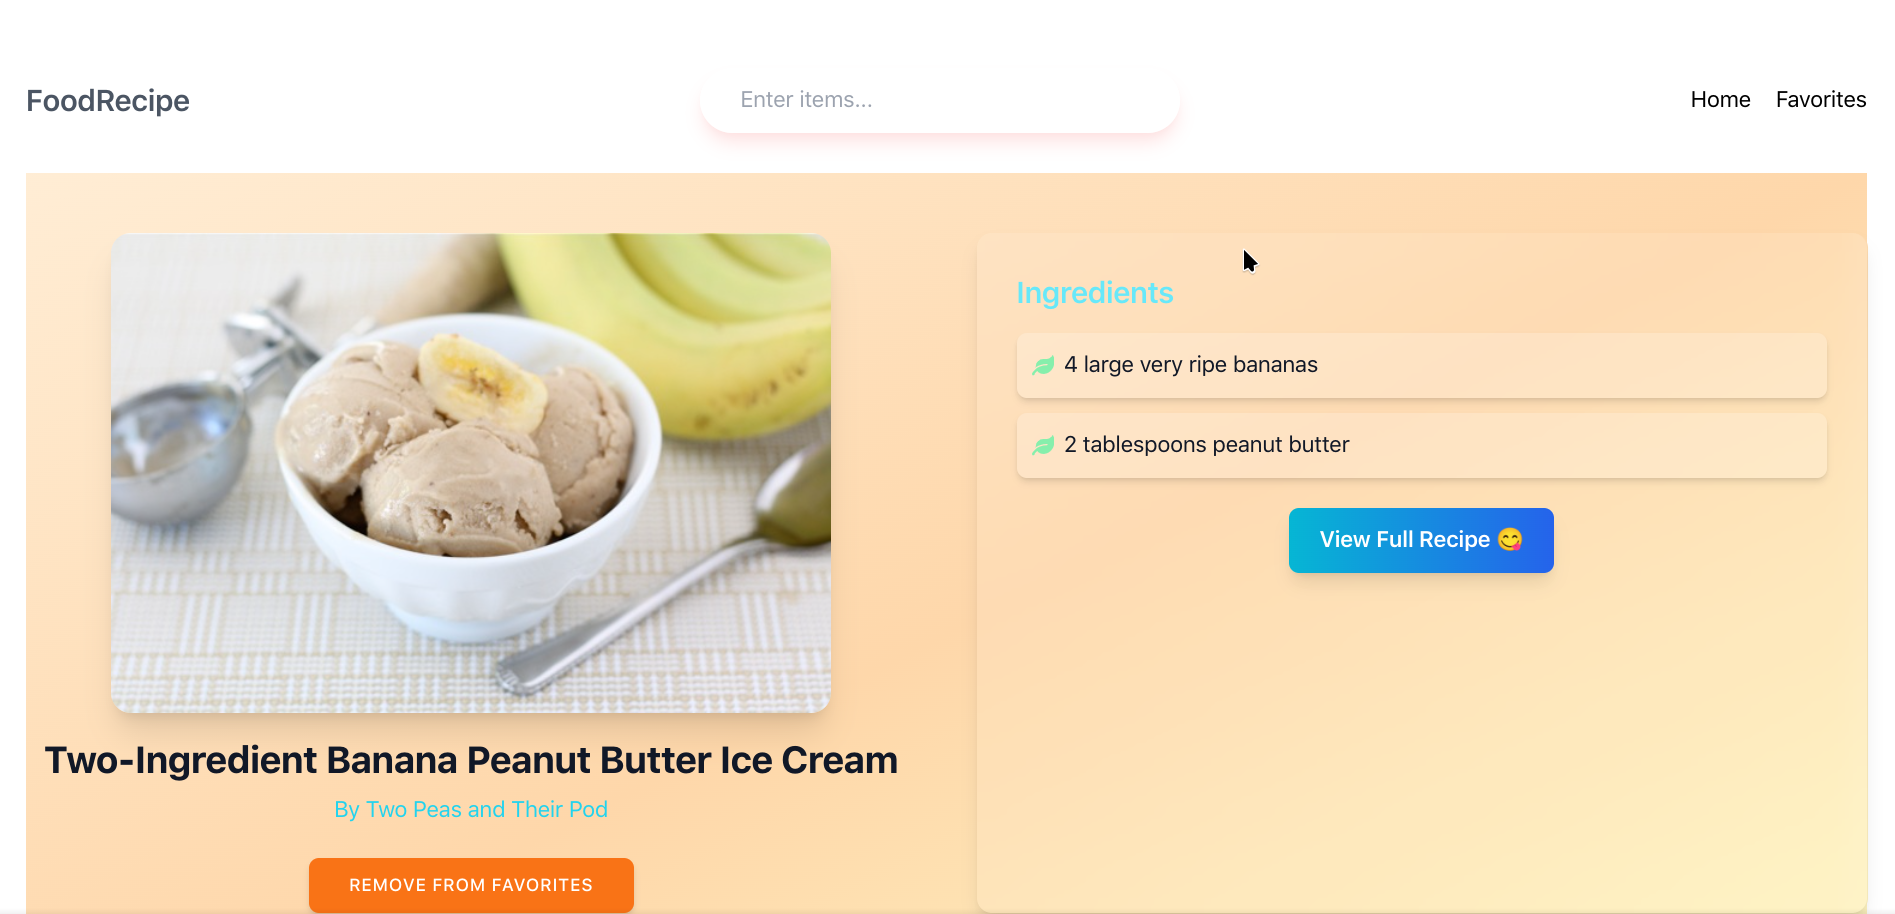 FoodRecipe
Enter items...
Home Favorites
Two-Ingredient Banana Peanut Butter Ice Cream
By Two Peas and Their Pod
REMOVE FROM FAVORITES
Ingredients
4 large very ripe bananas
2 tablespoons peanut butter
View Full Recipe 😋